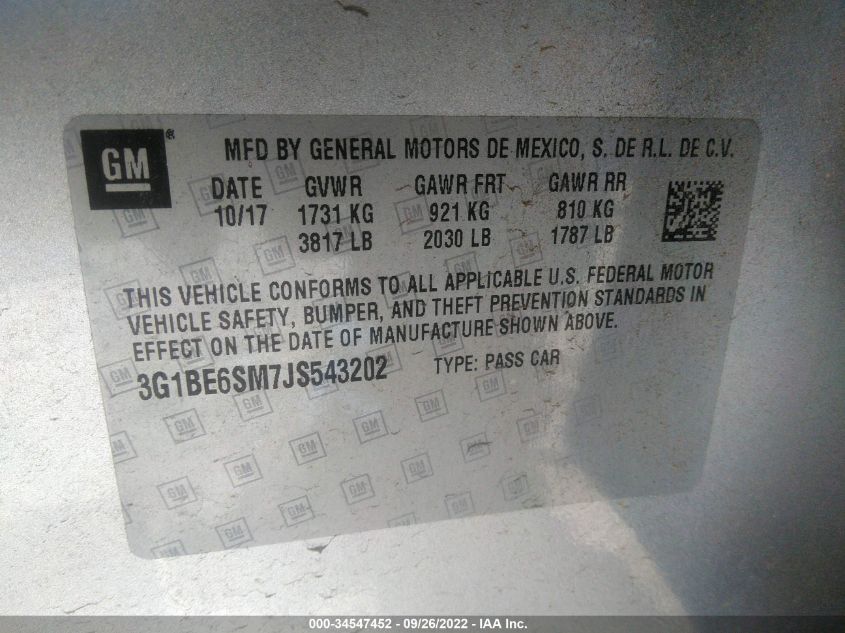 GM® MFD BY GENERAL MOTORS DE MEXICO, S. DE R.L. DE C.V.
DATE GVWR GAWR FRT GAWR RR
10/17 1731 KG 921 KG 810 KG
3817 LB 2030 LB 1787 LB
THIS VEHICLE CONFORMS TO ALL APPLICABLE U.S. FEDERAL MOTOR
VEHICLE SAFETY, BUMPER, AND THEFT PREVENTION STANDARDS IN
EFFECT ON THE DATE OF MANUFACTURE SHOWN ABOVE.
3G1BE6SM7JS543202 TYPE: PASS CAR
000-34547452 - 09/26/2022 - IAA Inc.